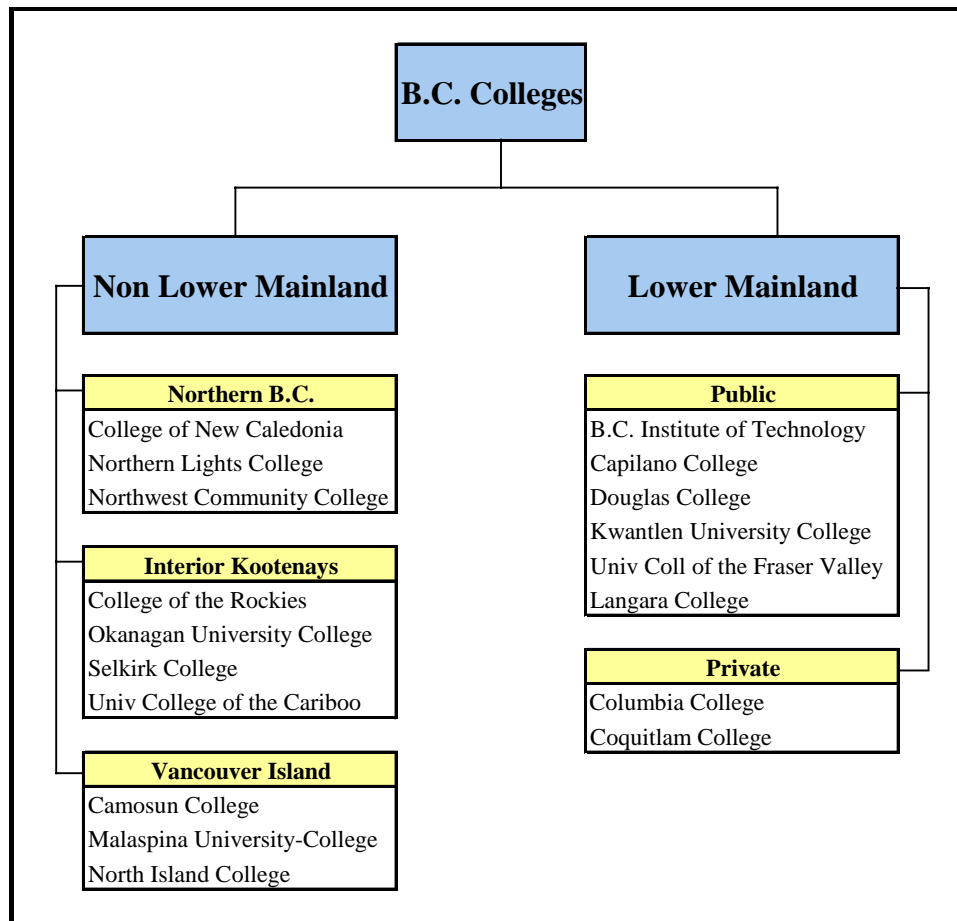 B.C. Colleges
Non Lower Mainland
Northern B.C.
College of New Caledonia
Northern Lights College
Northwest Community College
Interior Kootenays
College of the Rockies
Okanagan University College
Selkirk College
Univ College of the Cariboo
Vancouver Island
Camosun College
Malaspina University-College
North Island College
Lower Mainland
Public
B.C. Institute of Technology
Capilano College
Douglas College
Kwantlen University College
Univ Coll of the Fraser Valley
Langara College
Private
Columbia College
Coquitlam College